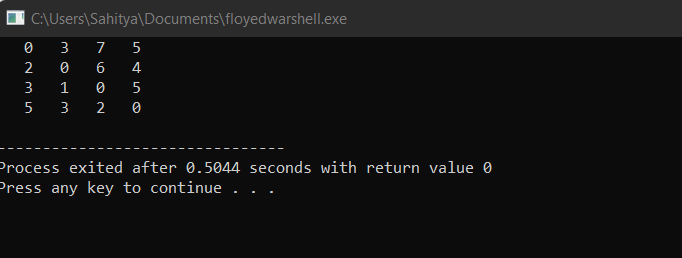 C:\Users\Sahitya\Documents\floyedwarshell.exe
0 3 7 5
2 0 6 4
3 1 0 5
5 3 2 0
--------------------------------
Process exited after 0.5044 seconds with return value 0
Press any key to continue . . .